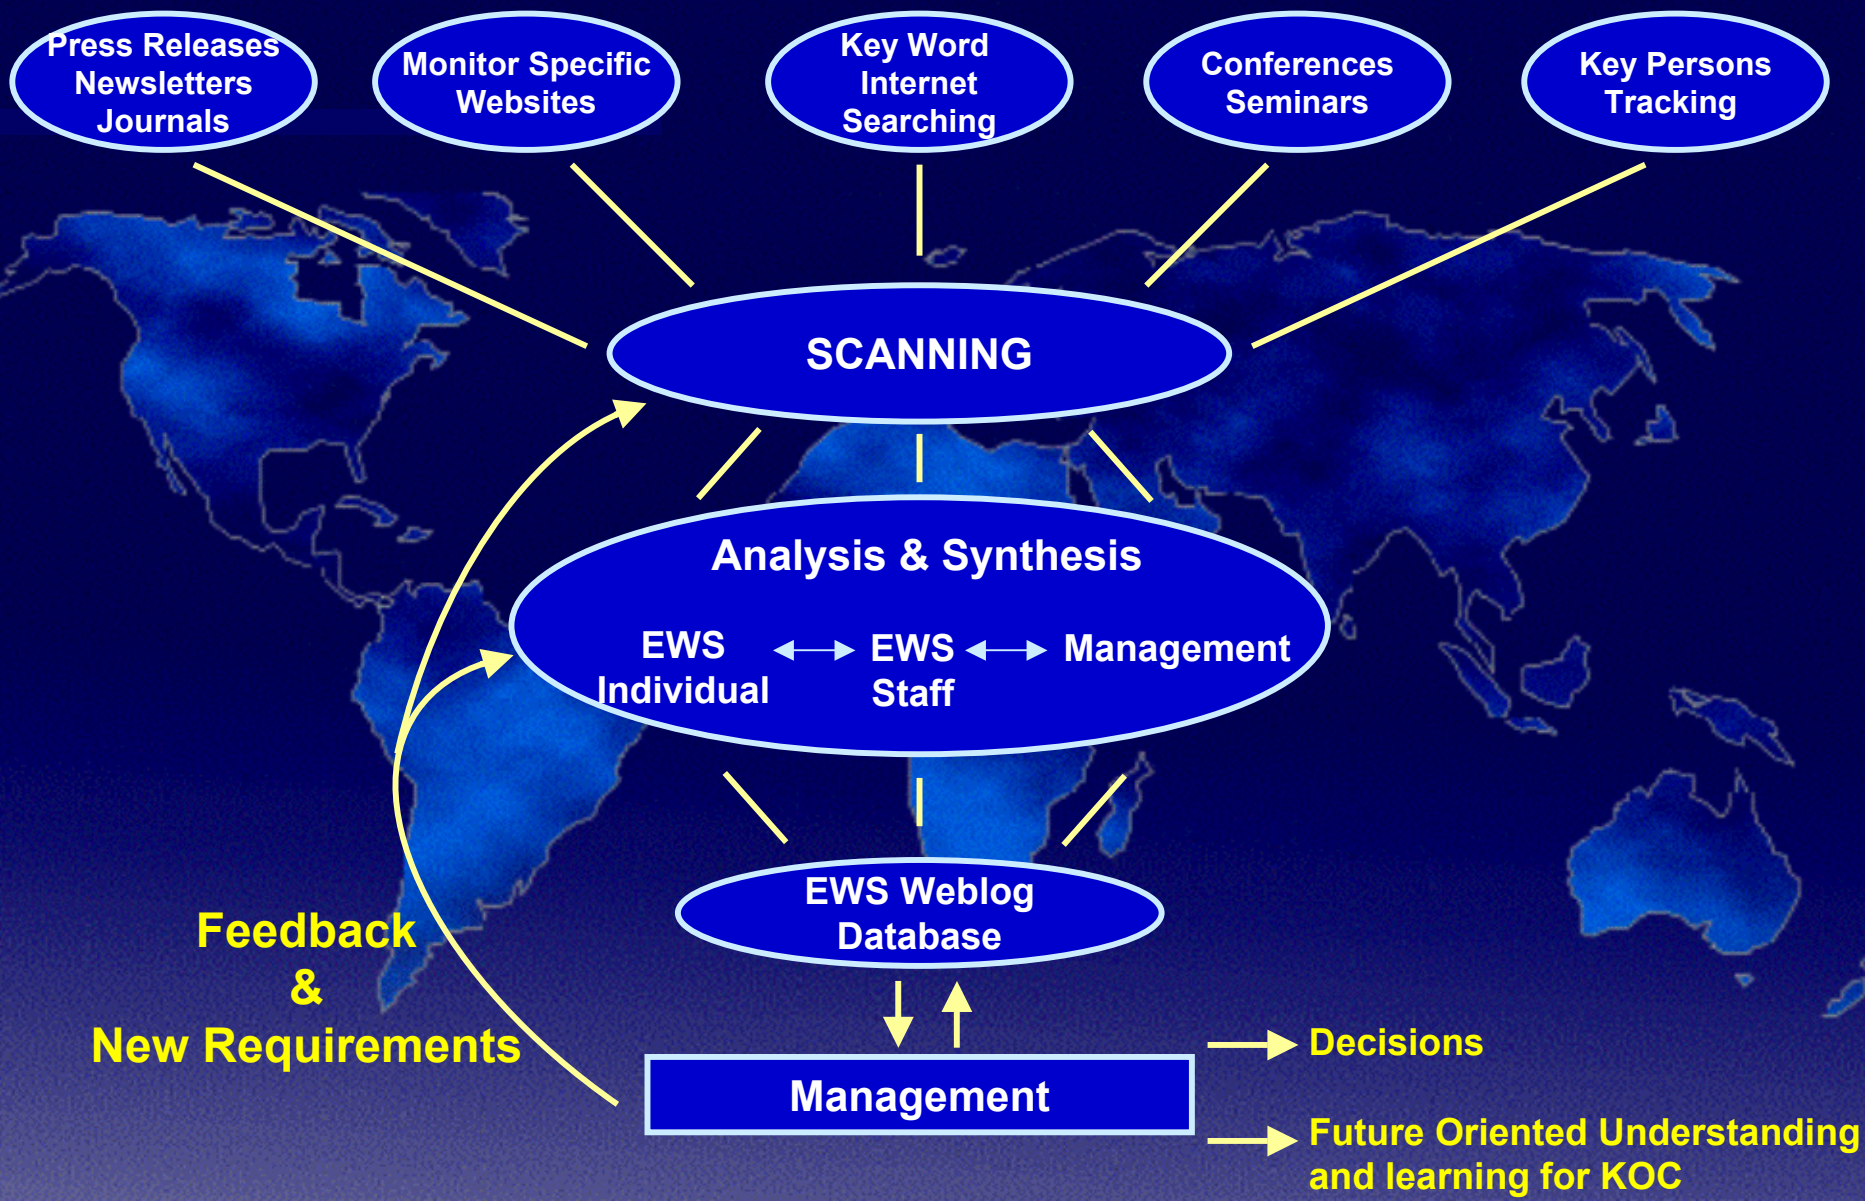 Press Releases
Newsletters
Journals
Monitor Specific
Websites
Key Word
Internet
Searching
Conferences
Seminars
Key Persons
Tracking
SCANNING
Analysis & Synthesis
EWS
Individual
EWS
Staff
Management
EWS Weblog
Database
Feedback
&
New Requirements
Management
Decisions
Future Oriented Understanding
and learning for KOC